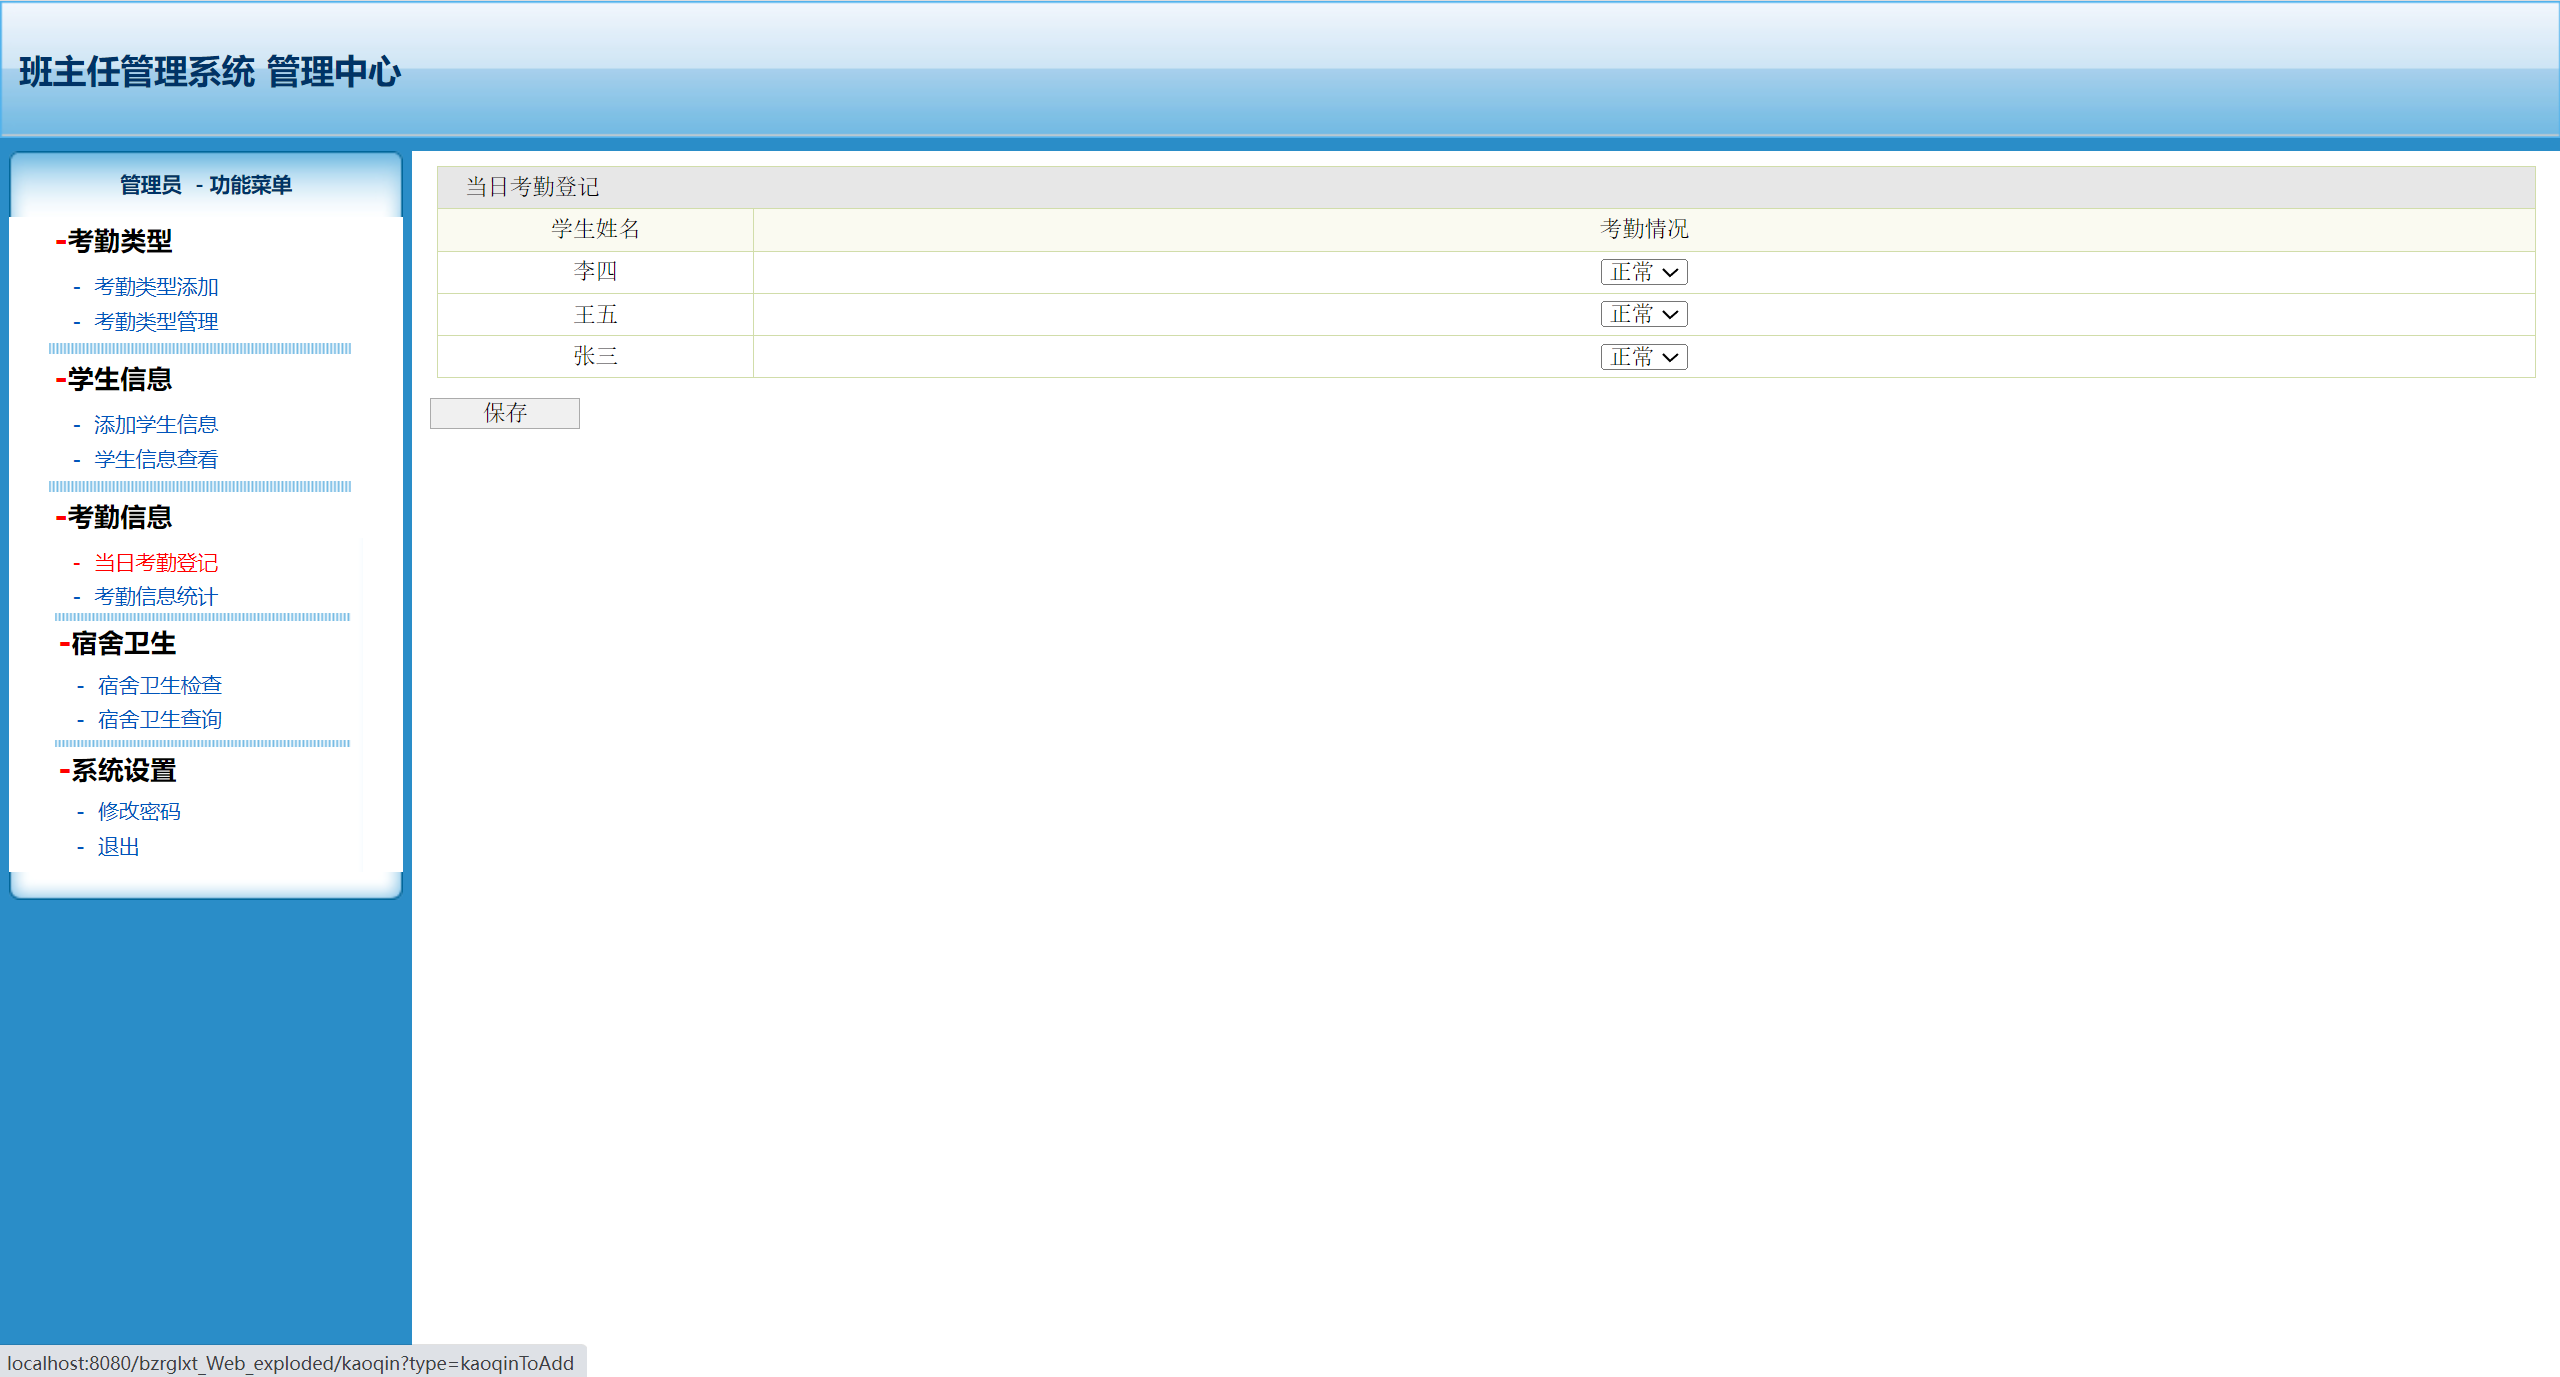 班主任管理系统 管理中心
管理员 - 功能菜单
-考勤类型
- 考勤类型添加
- 考勤类型管理
-学生信息
- 添加学生信息
- 学生信息查看
-考勤信息
- 当日考勤登记
- 考勤信息统计
-宿舍卫生
- 宿舍卫生检查
- 宿舍卫生查询
-系统设置
- 修改密码
- 退出
当日考勤登记
学生姓名 考勤情况
李四 正常
王五 正常
张三 正常
保存
localhost:8080/bzrglxt_Web_exploded/kaoqin?type=kaoqinToAdd